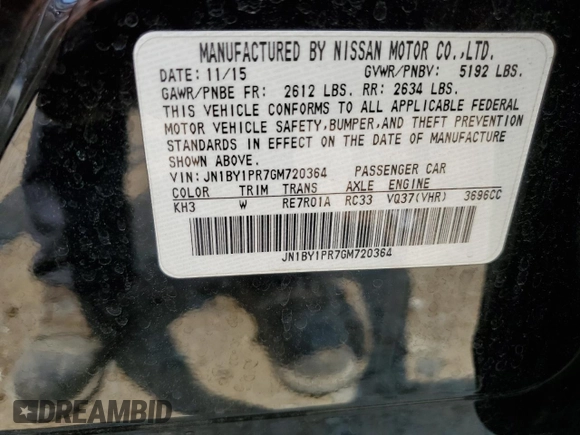 MANUFACTURED BY NISSAN MOTOR CO.,LTD.
DATE: 11/15 GVWR/PNBV: 5192 LBS.
GAWR/PNBE FR: 2612 LBS. RR: 2634 LBS.
THIS VEHICLE CONFORMS TO ALL APPLICABLE FEDERAL
MOTOR VEHICLE SAFETY,BUMPER,AND THEFT PREVENTION
STANDARDS IN EFFECT ON THE DATE OF MANUFACTURE
SHOWN ABOVE.
VIN: JN1BY1PR7GM720364 PASSENGER CAR
COLOR TRIM TRANS AXLE ENGINE
KH3 W RE7R01A RC33 VQ37(VHR) 3696CC
JN1BY1PR7GM720364
DREAMBID